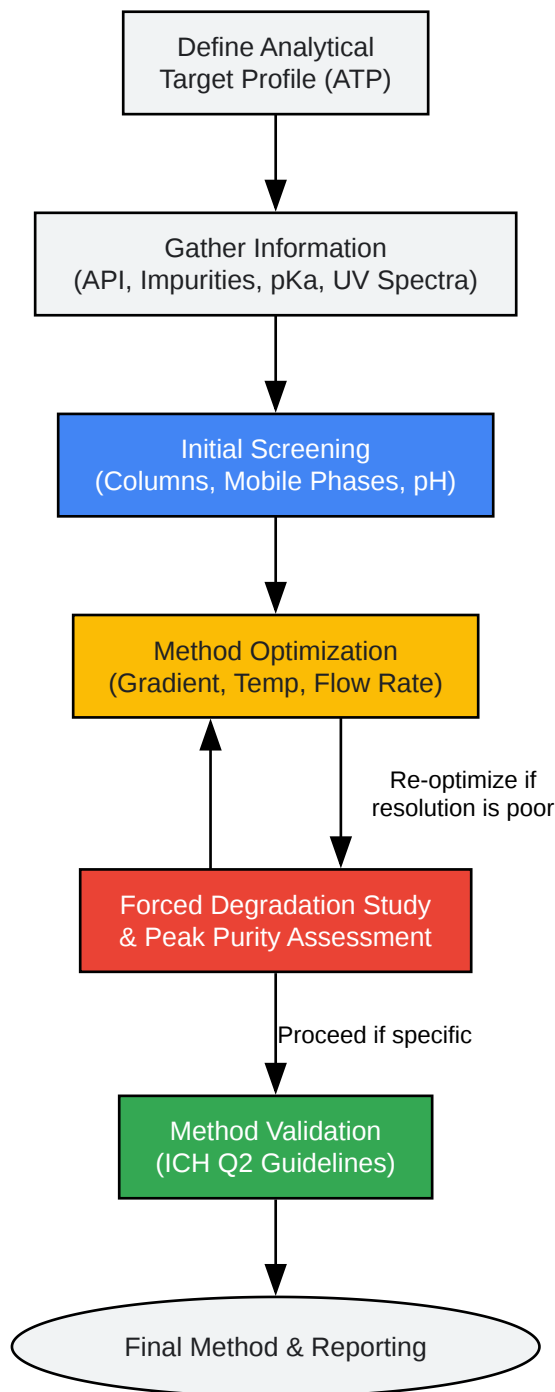 Define Analytical
Target Profile (ATP)
Gather Information
(API, Impurities, pKa, UV Spectra)
Initial Screening
(Columns, Mobile Phases, pH)
Method Optimization
(Gradient, Temp, Flow Rate)
Re-optimize if
resolution is poor
Forced Degradation Study
& Peak Purity Assessment
Proceed if specific
Method Validation
(ICH Q2 Guidelines)
Final Method & Reporting